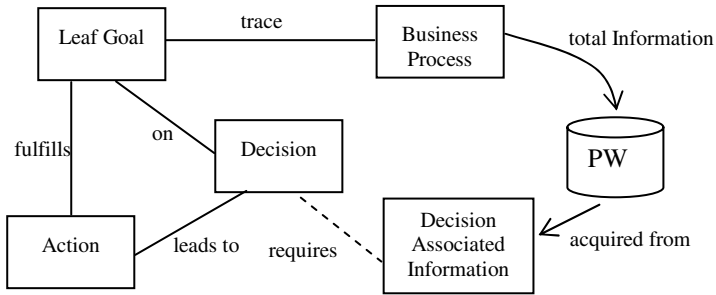 trace
Leaf Goal
Business
Process
total Information
fulfills
on
Decision
PW
Action
leads to
requires
Decision
Associated
Information
acquired from